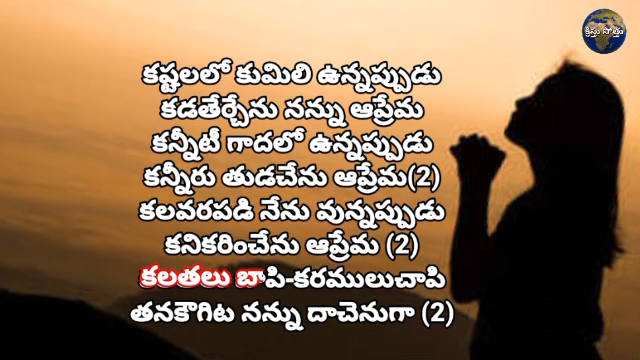 క్రీస్తు స్తోత్రం
కష్టలలో కుమిలి ఉన్నప్పుడు
కడతేర్చేను నన్ను ఆప్రేమ
కన్నీటి గాదలో ఉన్నప్పుడు
కన్నీరు తుడచేను ఆప్రేమ(2)
కలవరపడి నేను వున్నప్పుడు
కనికరించేను ఆప్రేమ (2)
కలతలు బాపి-కరములుచాపి
తనకౌగిట నన్ను దాచెనుగా (2)